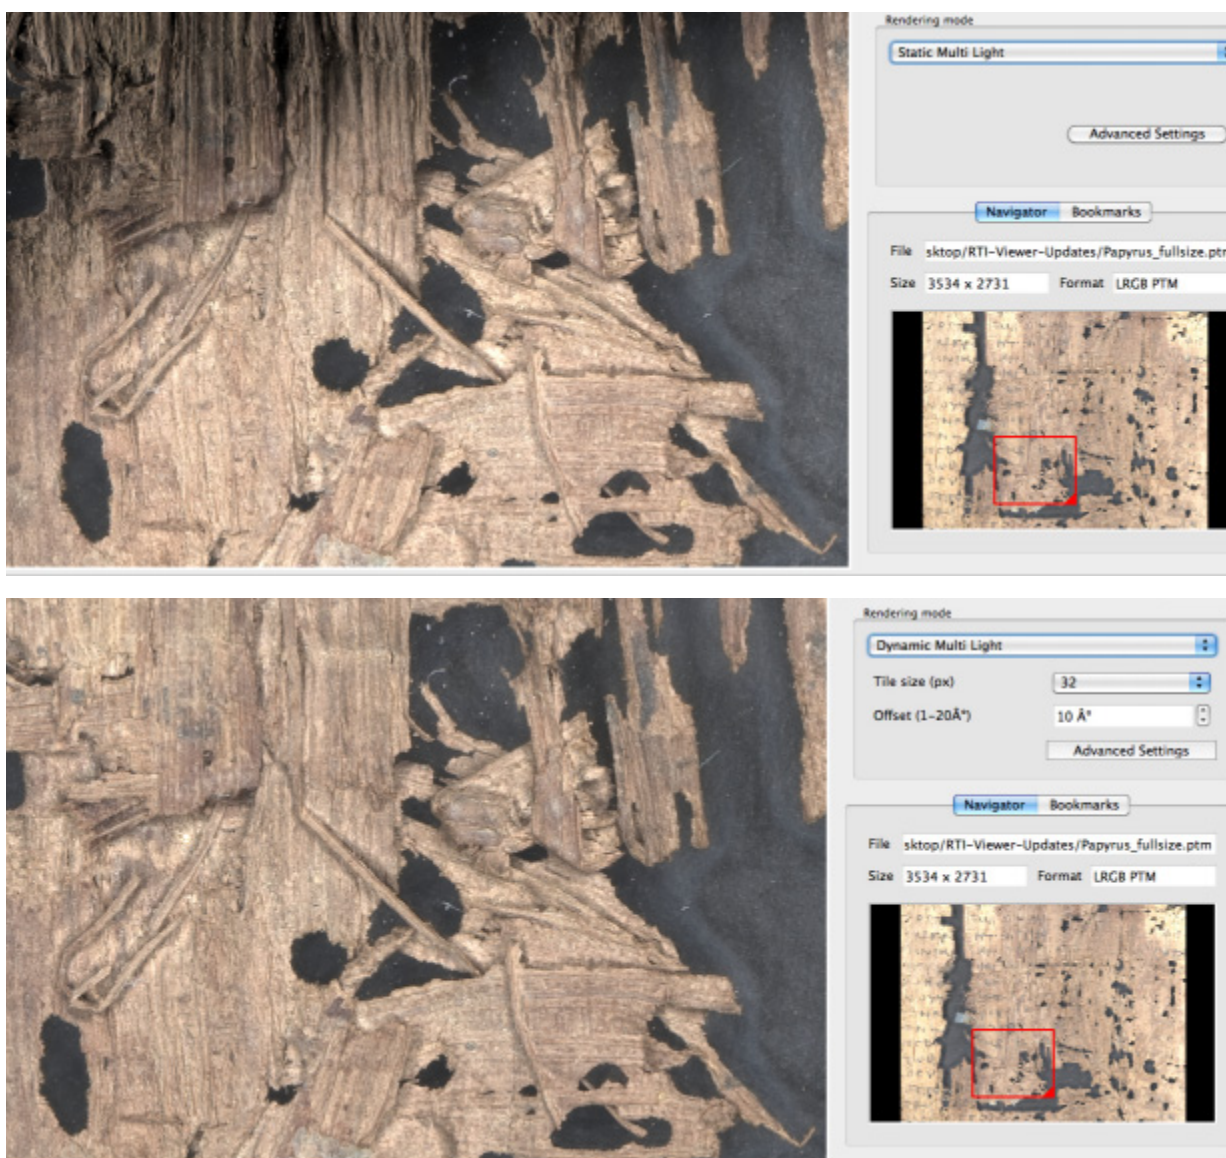 Rendering mode
Static Multi Light
Advanced Settings
Navigator Bookmarks
File sktop/RTI-Viewer-Updates/Papyrus_fullsize.ptm
Size 3534 x 2731 Format LRGB PTM
Rendering mode
Dynamic Multi Light
Tile size (px) 32
Offset (1-20Â°) 10 Â°
Advanced Settings
Navigator Bookmarks
File sktop/RTI-Viewer-Updates/Papyrus_fullsize.ptm
Size 3534 x 2731 Format LRGB PTM